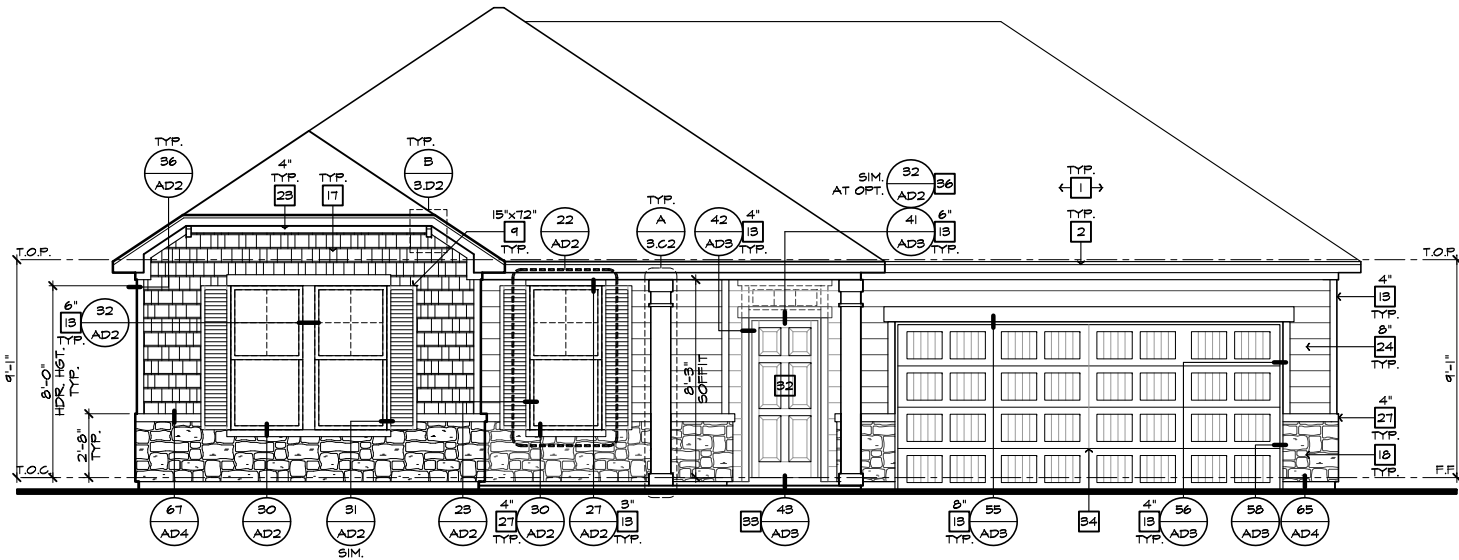 TYP.
36
AD2
4"
TYP.
23
TYP.
17
TYP.
B
3.D2
15"x72"
9
TYP.
22
AD2
TYP.
A
3.C2
42
AD3
4"
13
TYP.
SIM.
AT OPT.
32
AD2
36
41
AD3
6"
13
TYP.
TYP.
1
TYP.
2
T.O.P.
T.O.P.
6"
13
TYP.
32
AD2
9'-1"
8'-0"
HDR. HGT.
TYP.
2'-8"
TYP.
8'-3"
SOFFIT
32
4"
13
TYP.
8"
24
TYP.
9'-1"
4"
27
TYP.
18
TYP.
T.O.C.
F.F
67
AD4
30
AD2
31
AD2
SIM.
23
AD2
4"
27
TYP.
30
AD2
27
AD2
3"
13
TYP.
33
43
AD3
8"
13
TYP.
55
AD3
34
4"
13
TYP.
56
AD3
58
AD3
65
AD4